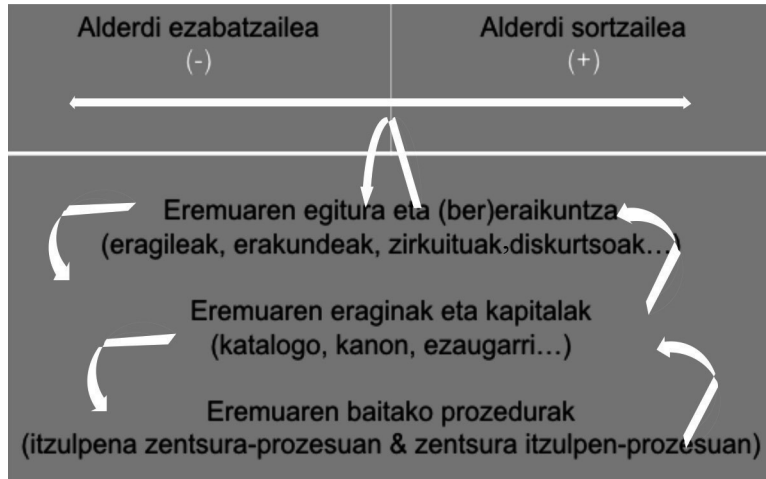 Alderdi ezabatzailea
(-)
Alderdi sortzailea
(+)
Eremuaren egitura eta (ber)eraikuntza
(eragileak, erakundeak, zirkuituak,diskurtsoak…)
Eremuaren eraginak eta kapitalak
(katalogo, kanon, ezaugarri…)
Eremuaren baitako prozedurak
(itzulpena zentsura-prozesuan & zentsura itzulpen-prozesuan)